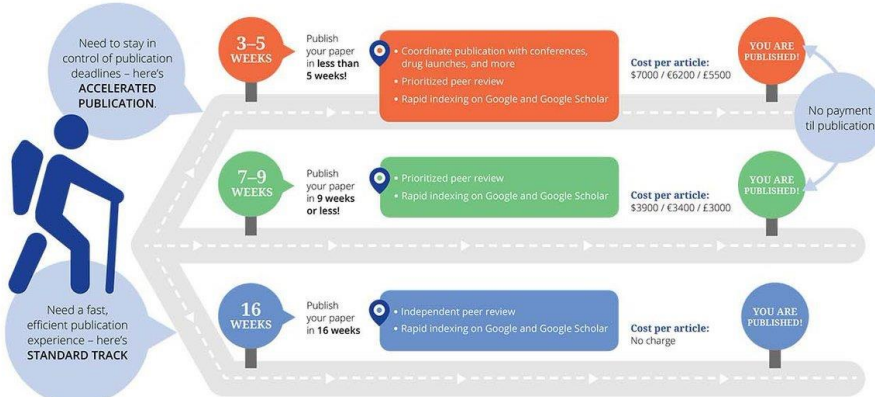 Need to stay in
control of publication
deadlines – here's
ACCELERATED
PUBLICATION.
3–5
WEEKS
Publish
your paper
in less than
5 weeks!
• Coordinate publication with conferences,
drug launches, and more
• Prioritized peer review
• Rapid indexing on Google and Google Scholar
Cost per article:
$7000 / €6200 / £5500
YOU ARE
PUBLISHED!
No payment
til publication
7–9
WEEKS
Publish
your paper
in 9 weeks
or less!
• Prioritized peer review
• Rapid indexing on Google and Google Scholar
Cost per article:
$3900 / €3400 / £3000
YOU ARE
PUBLISHED!
Need a fast,
efficient publication
experience – here's
STANDARD TRACK
16
WEEKS
Publish
your paper
in 16 weeks
• Independent peer review
• Rapid indexing on Google and Google Scholar
Cost per article:
No charge
YOU ARE
PUBLISHED!